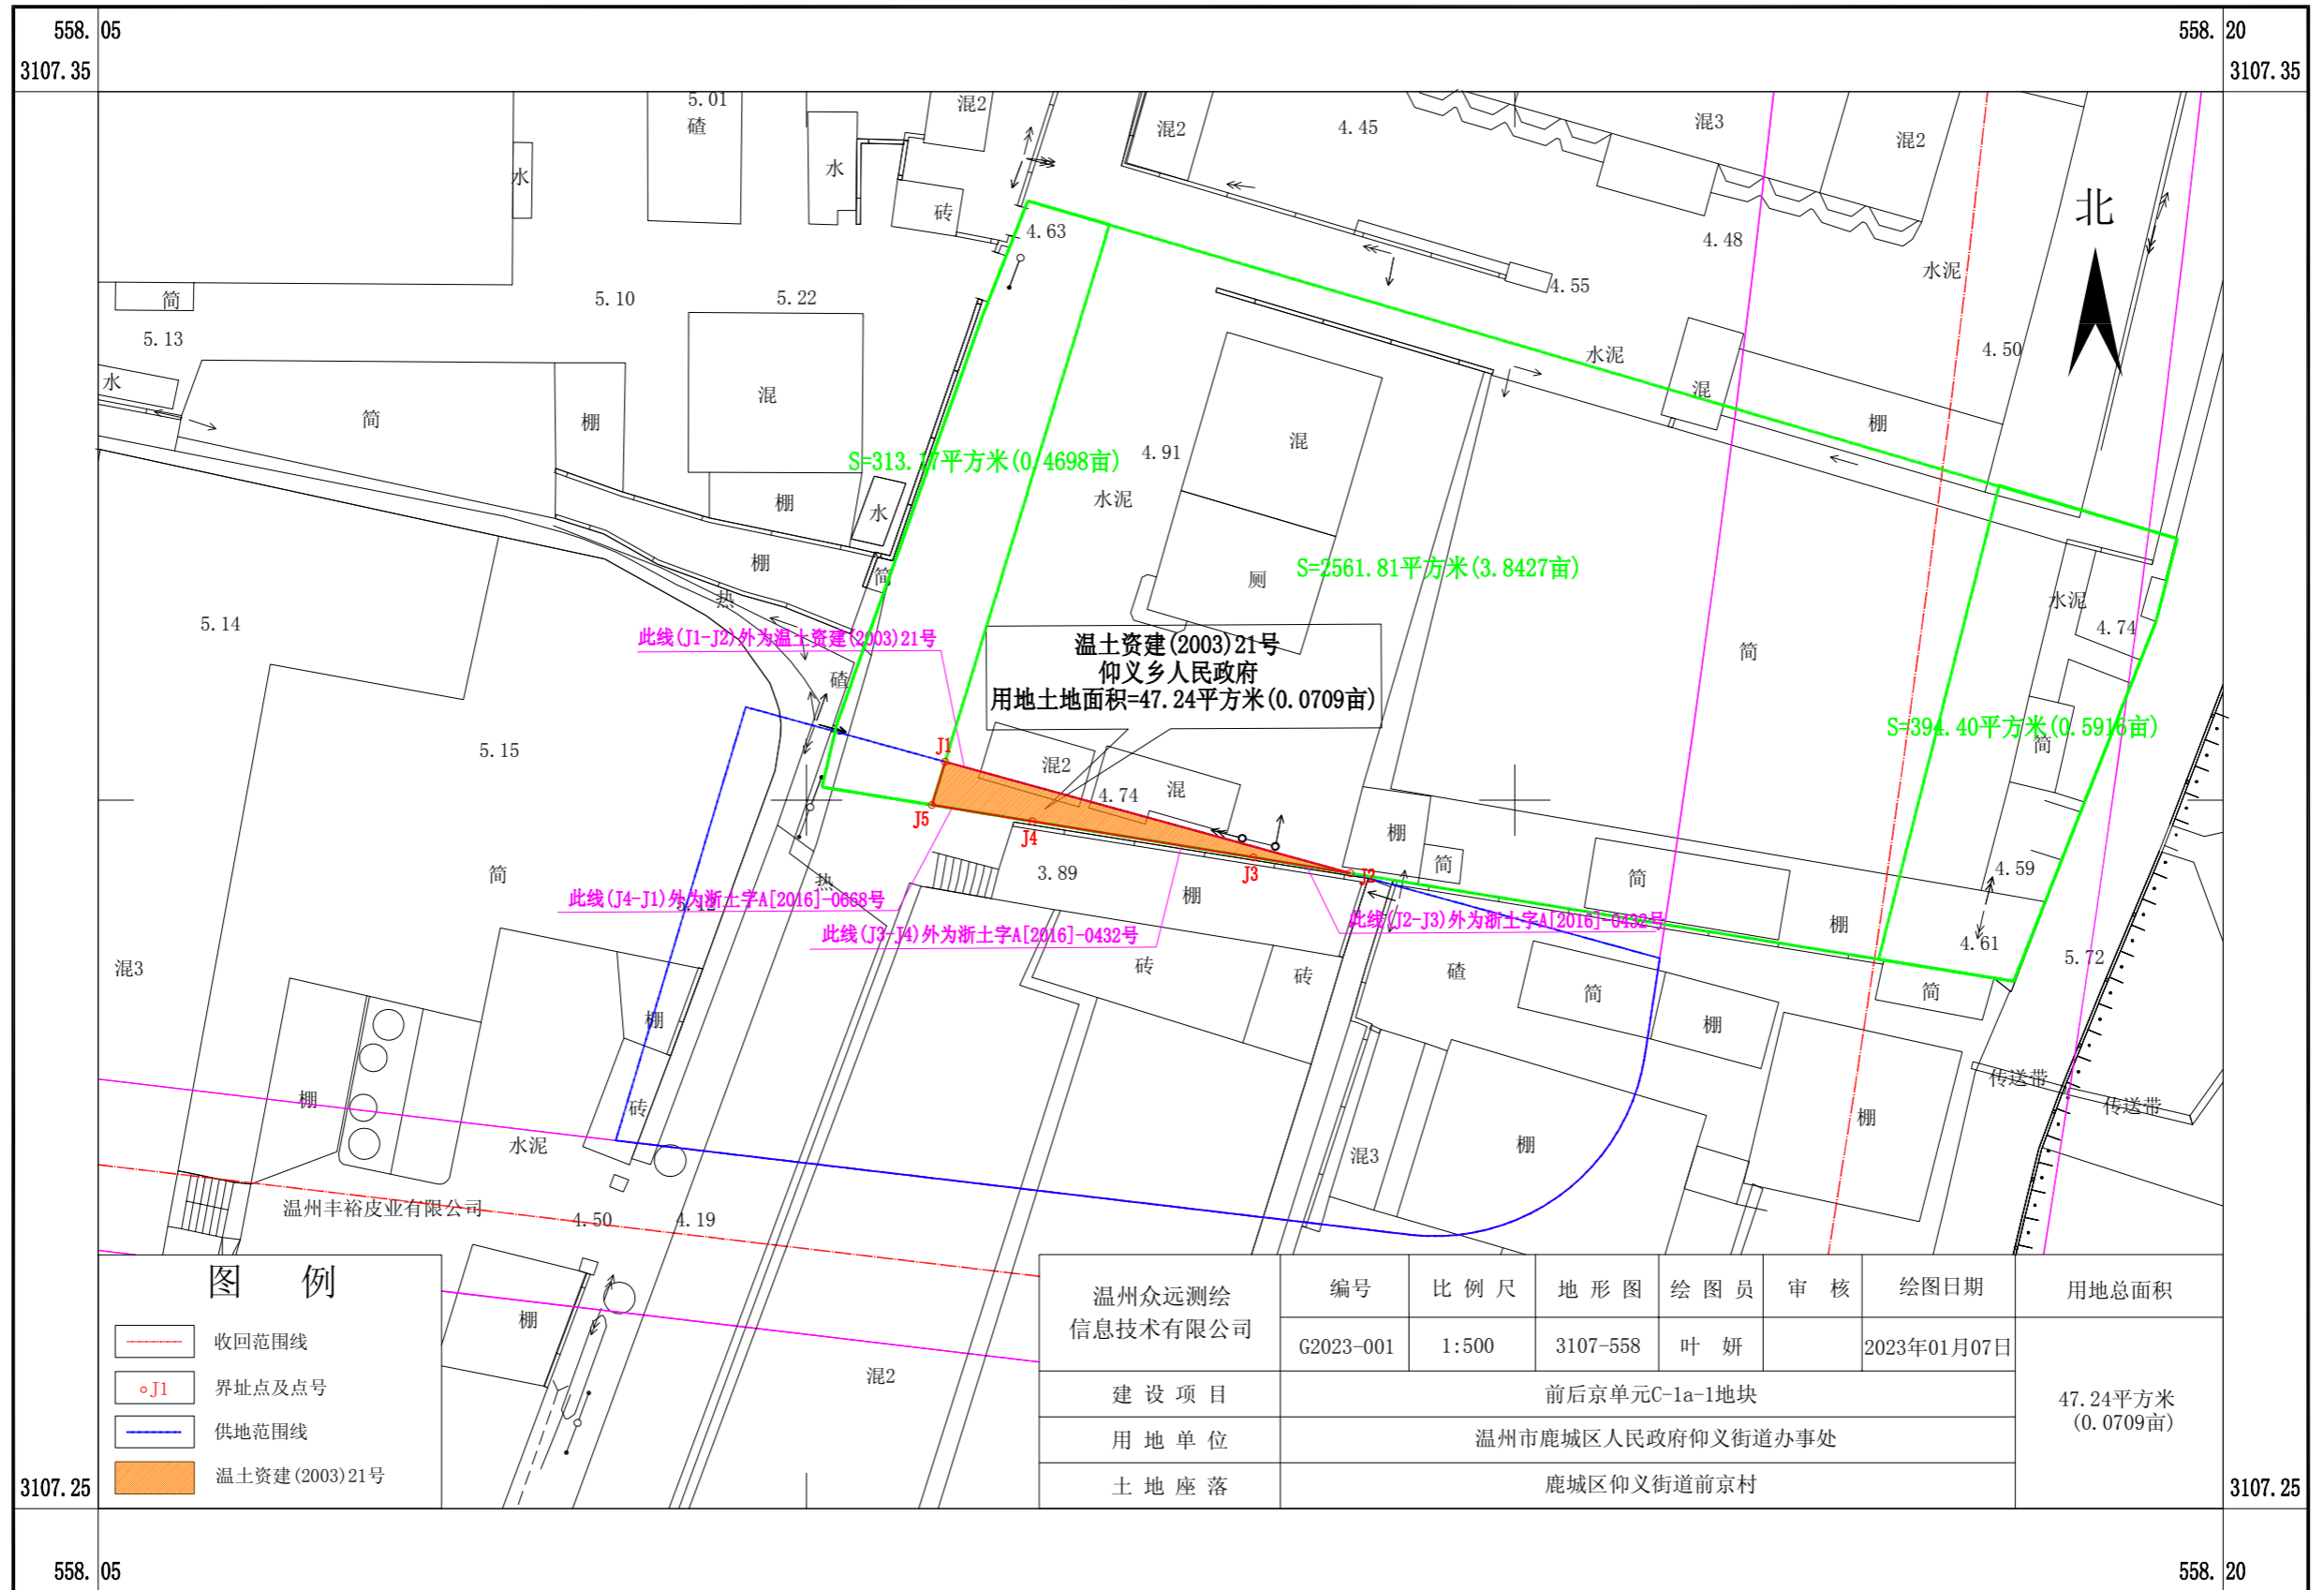 558. 05
558. 20
3107.35
3107.35
5.01
碴
混2
混2
4.45
混3
混2
水
水
砖
4.63
4.48
北
水泥
简
5.10
5.22
4.55
5.13
水泥
4.50
水
简
棚
混
混
棚
4.91
混
S=313.17平方米(0.4698亩)
棚
水
水泥
棚
简
厕
S=2561.81平方米(3.8427亩)
热
水泥
5.14
4.74
此线(J1-J2)外为温土资建(2003)21号
温土资建(2003)21号
仰义乡人民政府
用地土地面积=47.24平方米(0.0709亩)
简
碴
S=394.40平方米(0.5916亩)
简
5.15
J1
混2
4.74
混
J5
J4
棚
简
J3
J2
简
3.89
4.59
简
热
棚
此线(J4-J1)外为浙土字A[2016]-0668号
5.12
此线(J2-J3)外为浙土字A[2016]-0432号
棚
此线(J3-J4)外为浙土字A[2016]-0432号
4.61
5.72
混3
砖
砖
碴
简
简
棚
棚
传送带
棚
砖
传送带
棚
水泥
混3
棚
温州丰裕皮业有限公司
4.50
4.19
棚
混2
图 例
收回范围线
J1
界址点及点号
供地范围线
温土资建(2003)21号
温州众远测绘
信息技术有限公司
编号
比例尺
地形图
绘图员
审核
绘图日期
用地总面积
G2023-001
1:500
3107-558
叶妍
2023年01月07日
建设项目
前后京单元C-1a-1地块
47.24平方米
(0.0709亩)
用地单位
温州市鹿城区人民政府仰义街道办事处
土地座落
鹿城区仰义街道前京村
3107.25
3107.25
558. 05
558. 20